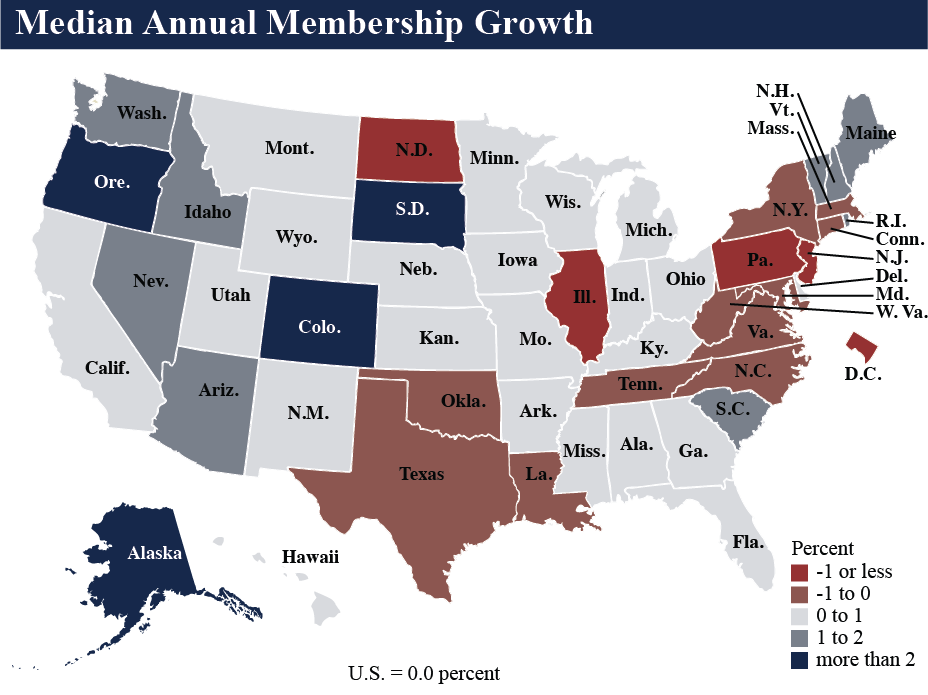 Median Annual Membership Growth
Wash.
Mont.
N.D.
Minn.
N.H.
Vt.
Mass.
Maine
Ore.
Idaho
S.D.
Wis.
Mich.
N.Y.
R.I.
Conn.
N.J.
Del.
Md.
W. Va.
Wyo.
Nev.
Utah
Neb.
Iowa
Ill.
Ind.
Ohio
Pa.
Colo.
Kan.
Mo.
Ky.
Va.
D.C.
Calif.
Ariz.
N.M.
Okla.
Ark.
Tenn.
N.C.
S.C.
Texas
La.
Miss.
Ala.
Ga.
Fla.
Alaska
Hawaii
Percent
-1 or less
-1 to 0
0 to 1
1 to 2
more than 2
U.S. = 0.0 percent